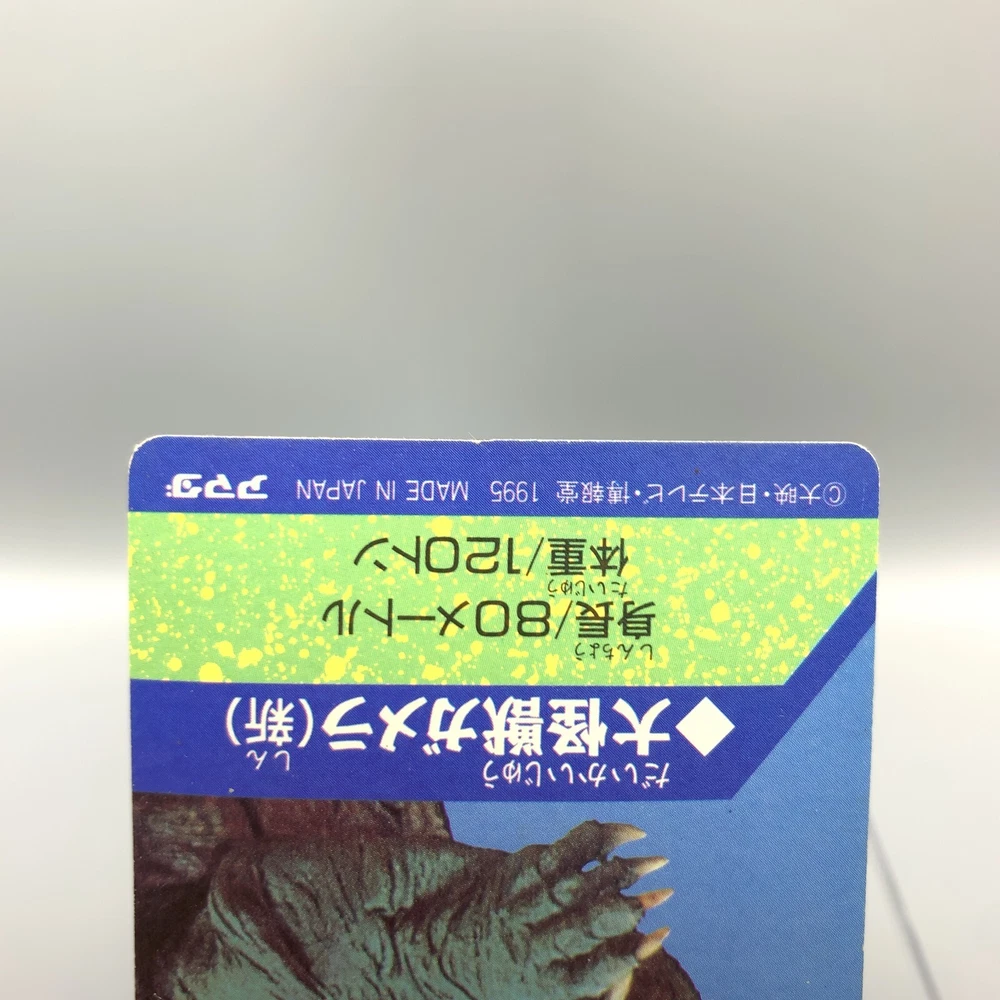 だいかいじゅう しん
◆大怪獣ガメラ(新)
しんちょう
身長/80メートル
たいじゅう
体重/120トン
©大映・日本テレビ・博報堂 1995 MADE IN JAPAN アマダ